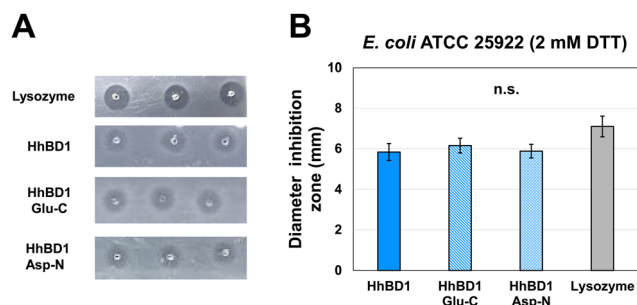 A
Lysozyme
HhBD1
HhBD1
Glu-C
HhBD1
Asp-N
B
E. coli ATCC 25922 (2 mM DTT)
n.s.
Diameter inhibition
zone (mm)
10
8
6
4
2
0
HhBD1
HhBD1
Glu-C
HhBD1
Asp-N
Lysozyme